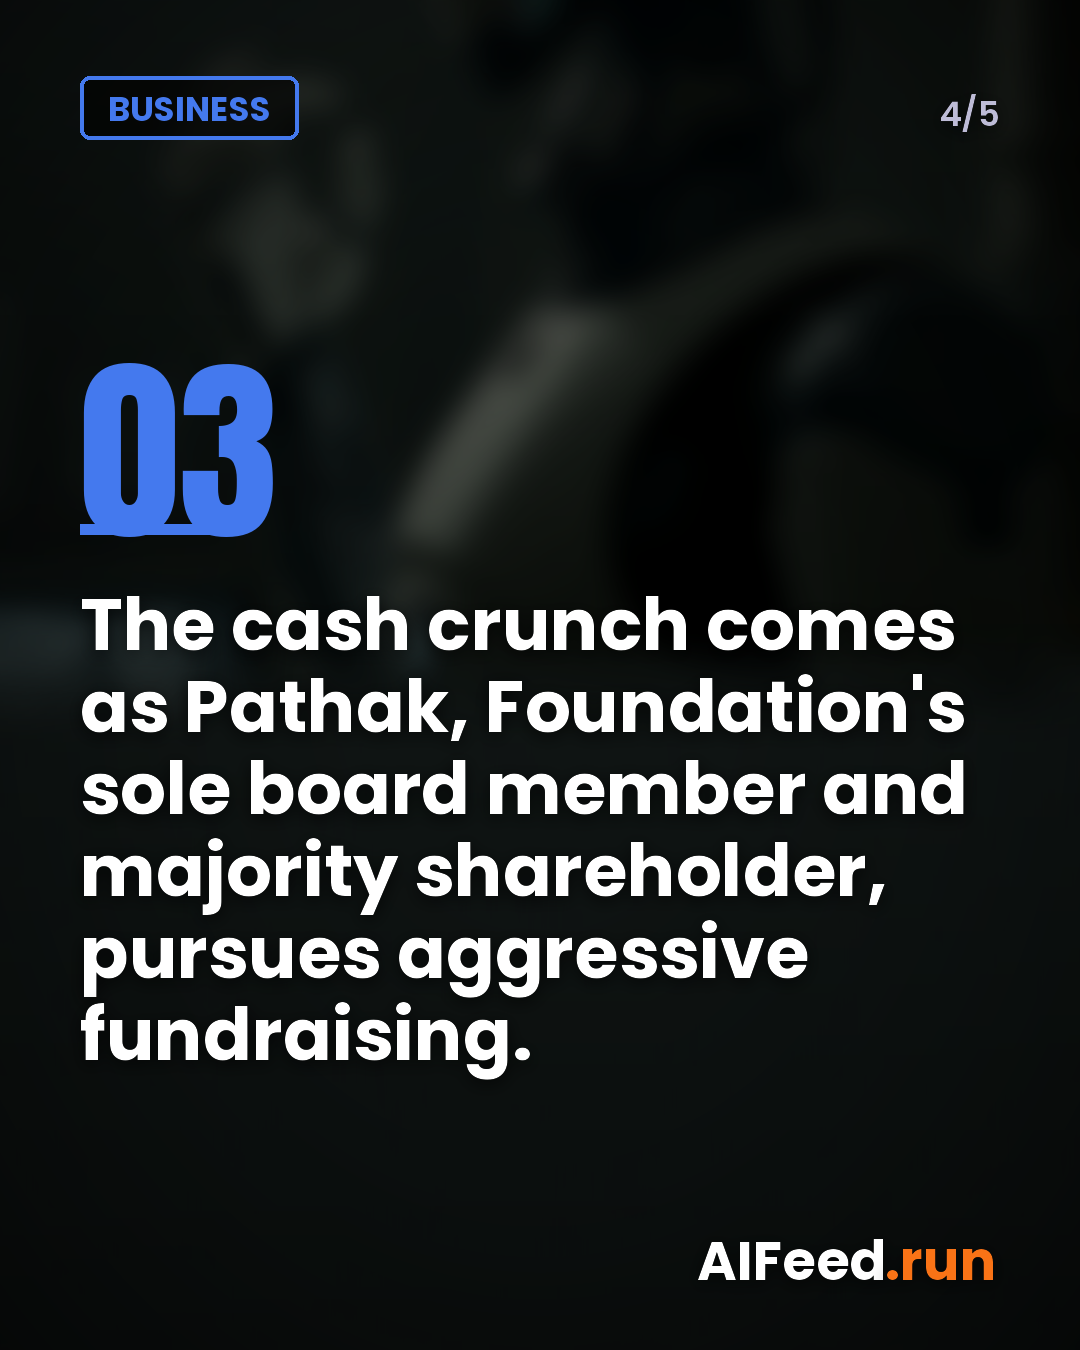 BUSINESS
4/5
03
The cash crunch comes
as Pathak, Foundation's
sole board member and
majority shareholder,
pursues aggressive
fundraising.
AIFeed.run